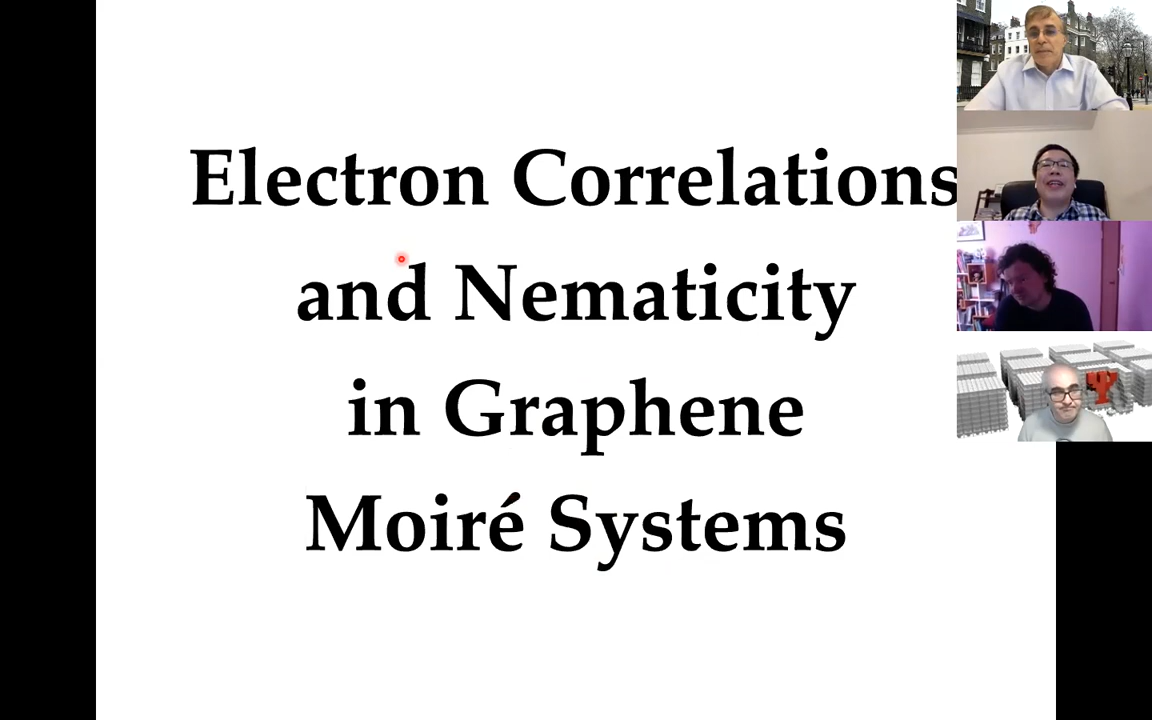 Electron Correlations
and Nematicity
in Graphene
Moiré Systems